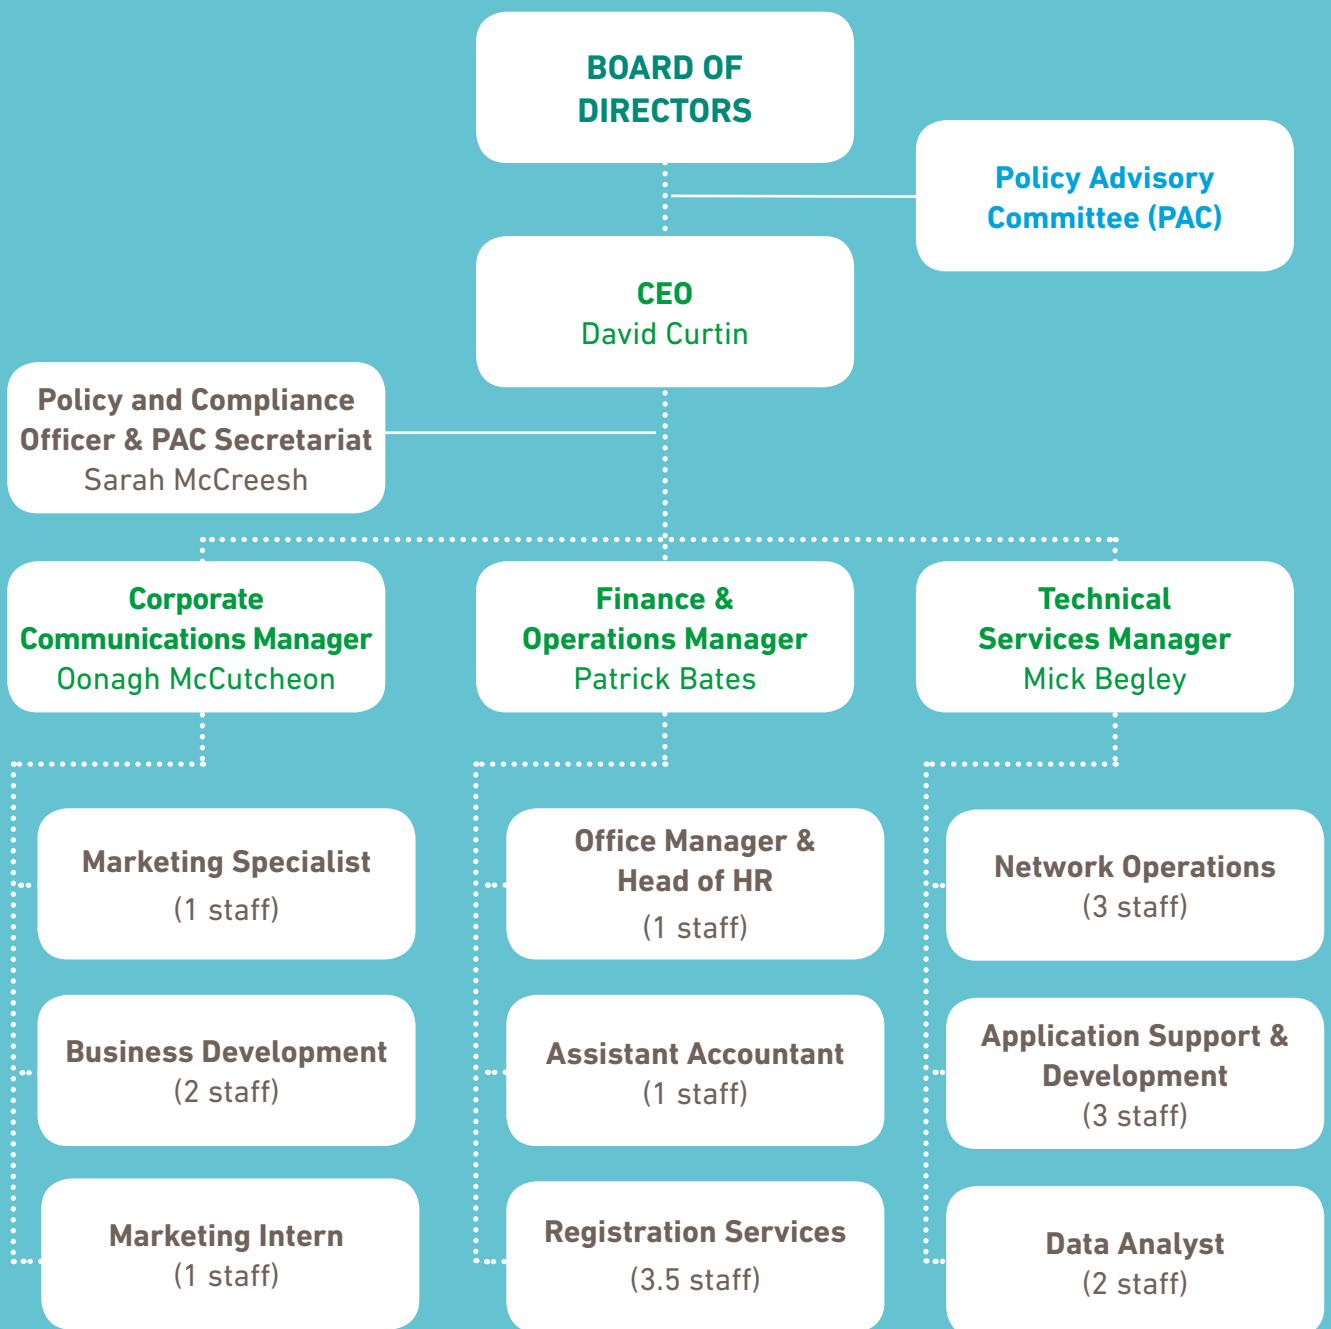 BOARD OF
DIRECTORS
Policy Advisory
Committee (PAC)
CEO
David Curtin
Policy and Compliance
Officer & PAC Secretariat
Sarah McCreesh
Corporate
Communications Manager
Oonagh McCutcheon
Finance &
Operations Manager
Patrick Bates
Technical
Services Manager
Mick Begley
Marketing Specialist
(1 staff)
Office Manager &
Head of HR
(1 staff)
Network Operations
(3 staff)
Business Development
(2 staff)
Assistant Accountant
(1 staff)
Application Support &
Development
(3 staff)
Marketing Intern
(1 staff)
Registration Services
(3.5 staff)
Data Analyst
(2 staff)